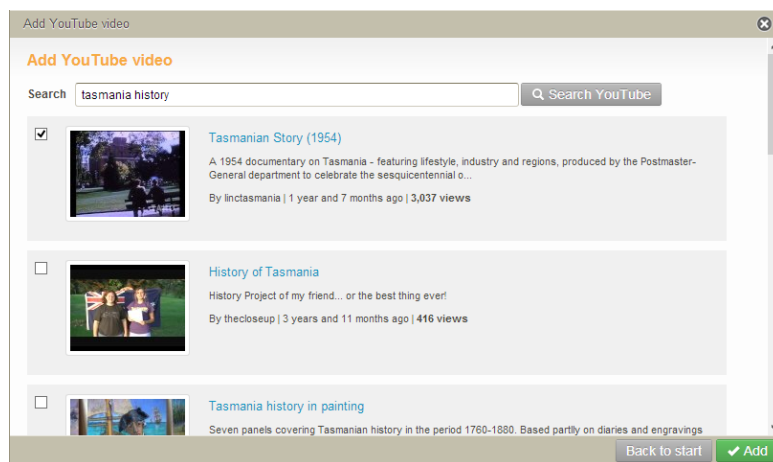 Add YouTube video
Add YouTube video
Search tasmania history Search YouTube
Tasmanian Story (1954)
A 1954 documentary on Tasmania - featuring lifestyle, industry and regions, produced by the Postmaster-
General department to celebrate the sesquicentennial o...
By linctasmania | 1 year and 7 months ago | 3,037 views
History of Tasmania
History Project of my friend... or the best thing ever!
By thecloseup | 3 years and 11 months ago | 416 views
Tasmania history in painting
Seven panels covering Tasmanian history in the period 1760-1880. Based partlly on diaries and engravings
Back to start Add